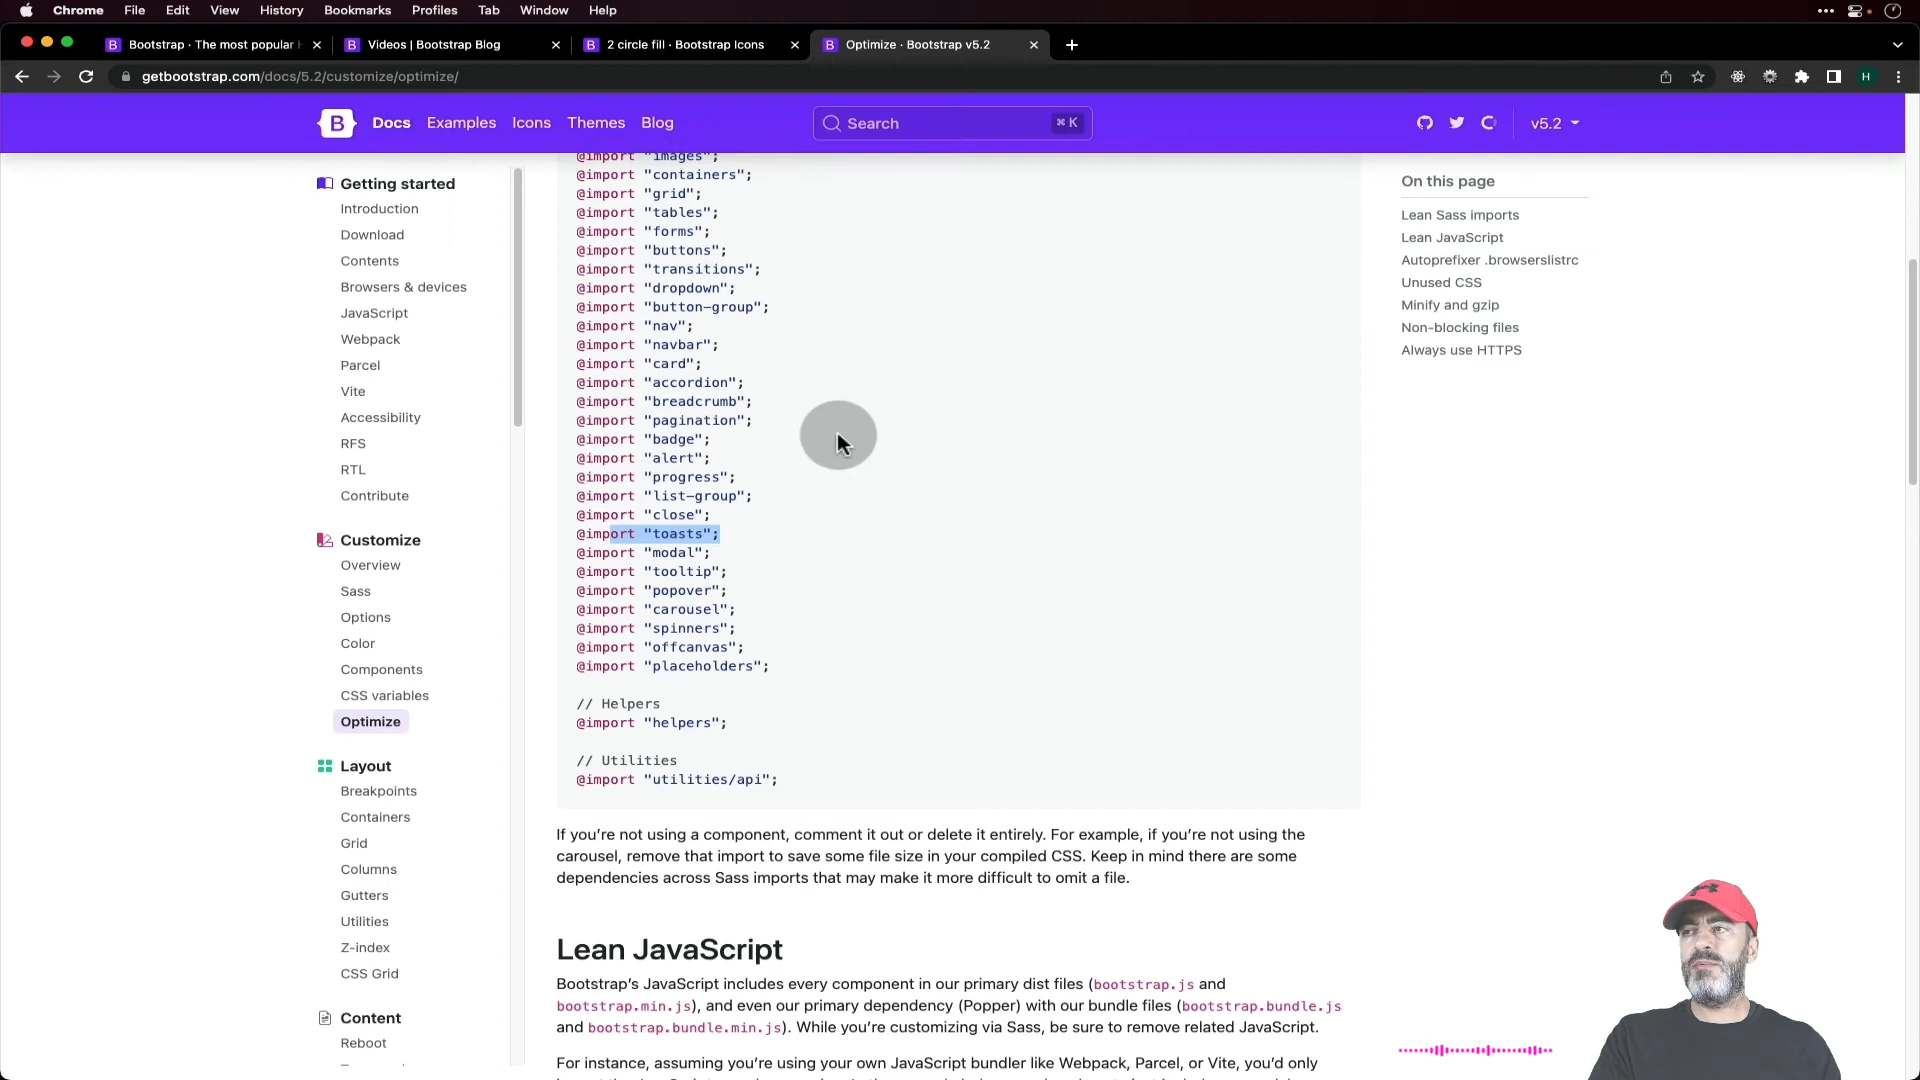 Chrome File Edit View History Bookmarks Profiles Tab Window Help
Bootstrap · The most popular
Videos | Bootstrap Blog
2 circle fill · Bootstrap Icons
Optimize · Bootstrap v5.2
getbootstrap.com/docs/5.2/customize/optimize/
H
B Docs Examples Icons Themes Blog
Search ⌘ K
v5.2
Getting started
Introduction
Download
Contents
Browsers & devices
JavaScript
Webpack
Parcel
Vite
Accessibility
RFS
RTL
Contribute
Customize
Overview
Sass
Options
Color
Components
CSS variables
Optimize
Layout
Breakpoints
Containers
Grid
Columns
Gutters
Utilities
Z-index
CSS Grid
Content
Reboot
@import "images";
@import "containers";
@import "grid";
@import "tables";
@import "forms";
@import "buttons";
@import "transitions";
@import "dropdown";
@import "button-group";
@import "nav";
@import "navbar";
@import "card";
@import "accordion";
@import "breadcrumb";
@import "pagination";
@import "badge";
@import "alert";
@import "progress";
@import "list-group";
@import "close";
@import "toasts";
@import "modal";
@import "tooltip";
@import "popover";
@import "carousel";
@import "spinners";
@import "offcanvas";
@import "placeholders";
// Helpers
@import "helpers";
// Utilities
@import "utilities/api";
If you're not using a component, comment it out or delete it entirely. For example, if you're not using the
carousel, remove that import to save some file size in your compiled CSS. Keep in mind there are some
dependencies across Sass imports that may make it more difficult to omit a file.
Lean JavaScript
Bootstrap's JavaScript includes every component in our primary dist files (bootstrap.js and
bootstrap.min.js), and even our primary dependency (Popper) with our bundle files (bootstrap.bundle.js
and bootstrap.bundle.min.js). While you're customizing via Sass, be sure to remove related JavaScript.
For instance, assuming you're using your own JavaScript bundler like Webpack, Parcel, or Vite, you'd only
On this page
Lean Sass imports
Lean JavaScript
Autoprefixer .browserslistrc
Unused CSS
Minify and gzip
Non-blocking files
Always use HTTPS